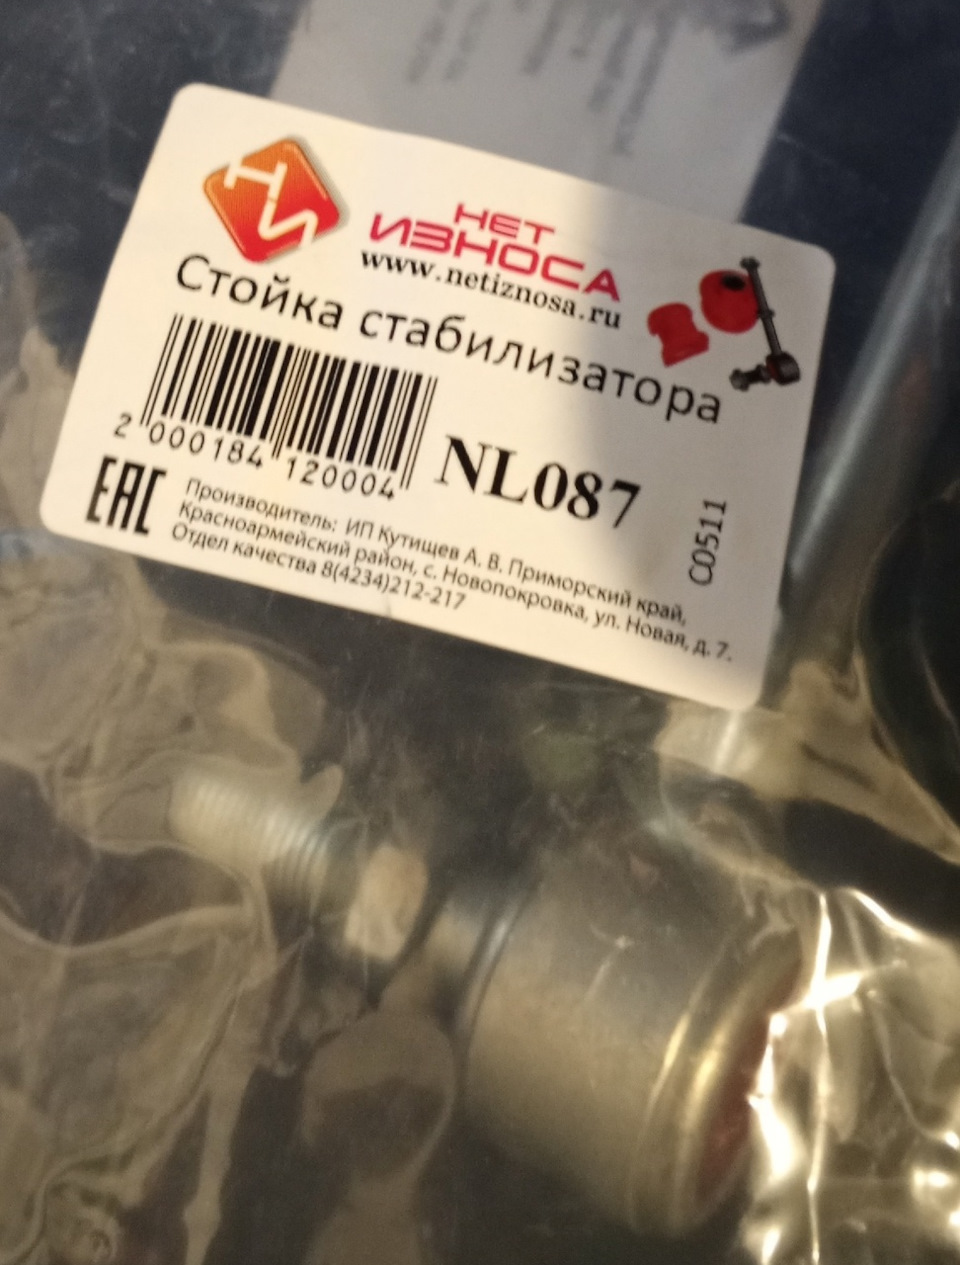 НИ
НЕТ
ИЗНОСА
www.netiznosa.ru
Стойка стабилизатора
2 000184 120004
NL087
C0511
EAC
Производитель: ИП Кутищев А. В. Приморский край,
Красноармейский район, с. Новопокровка, ул. Новая, д. 7.
Отдел качества 8(4234)212-217